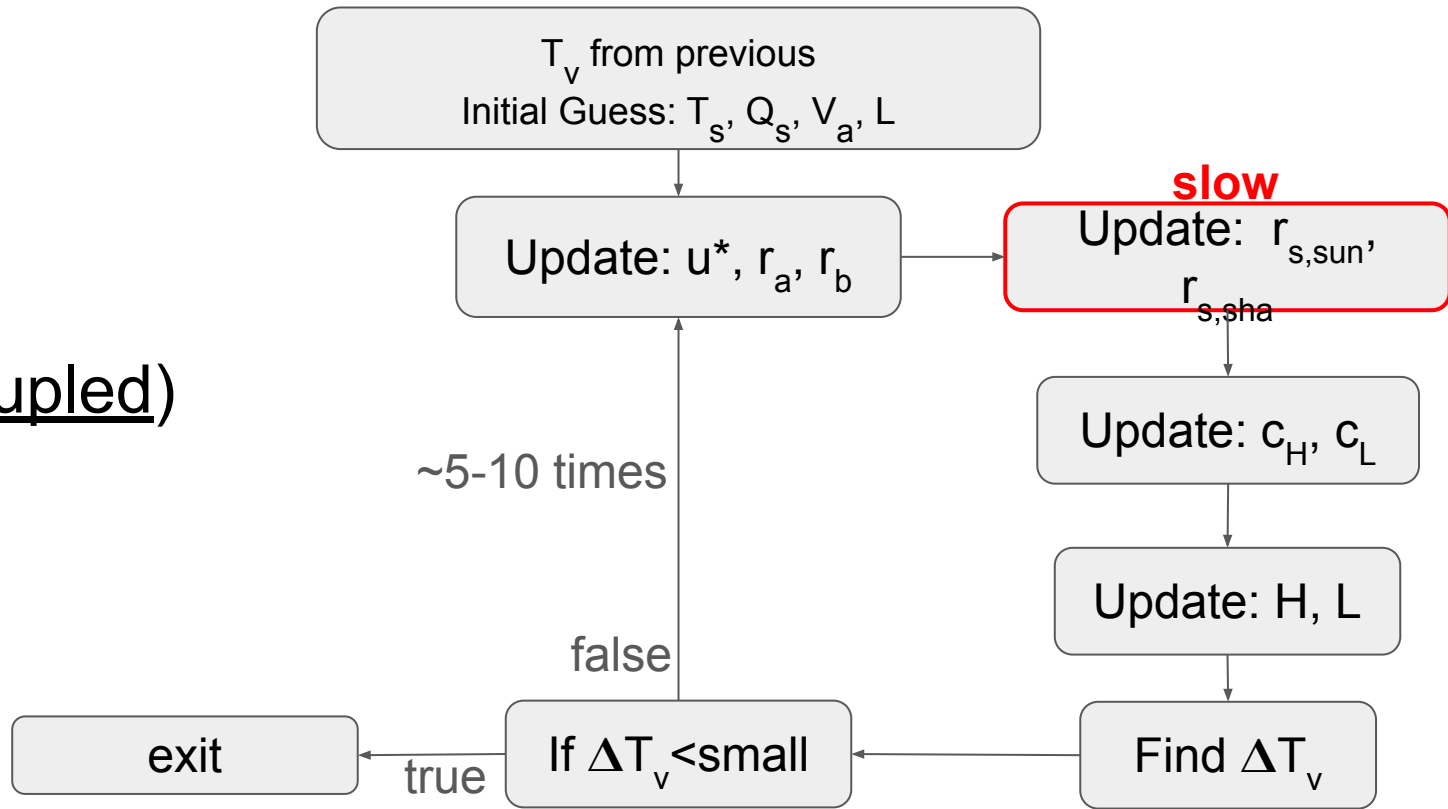 T_v from previous
Initial Guess: T_s, Q_s, V_a, L
Update: u*, r_a, r_b
slow
Update: r_s,sun,
r_s,sha
upled)
Update: c_H, c_L
~5-10 times
Update: H, L
false
exit
true
If ΔT_v<small
Find ΔT_v